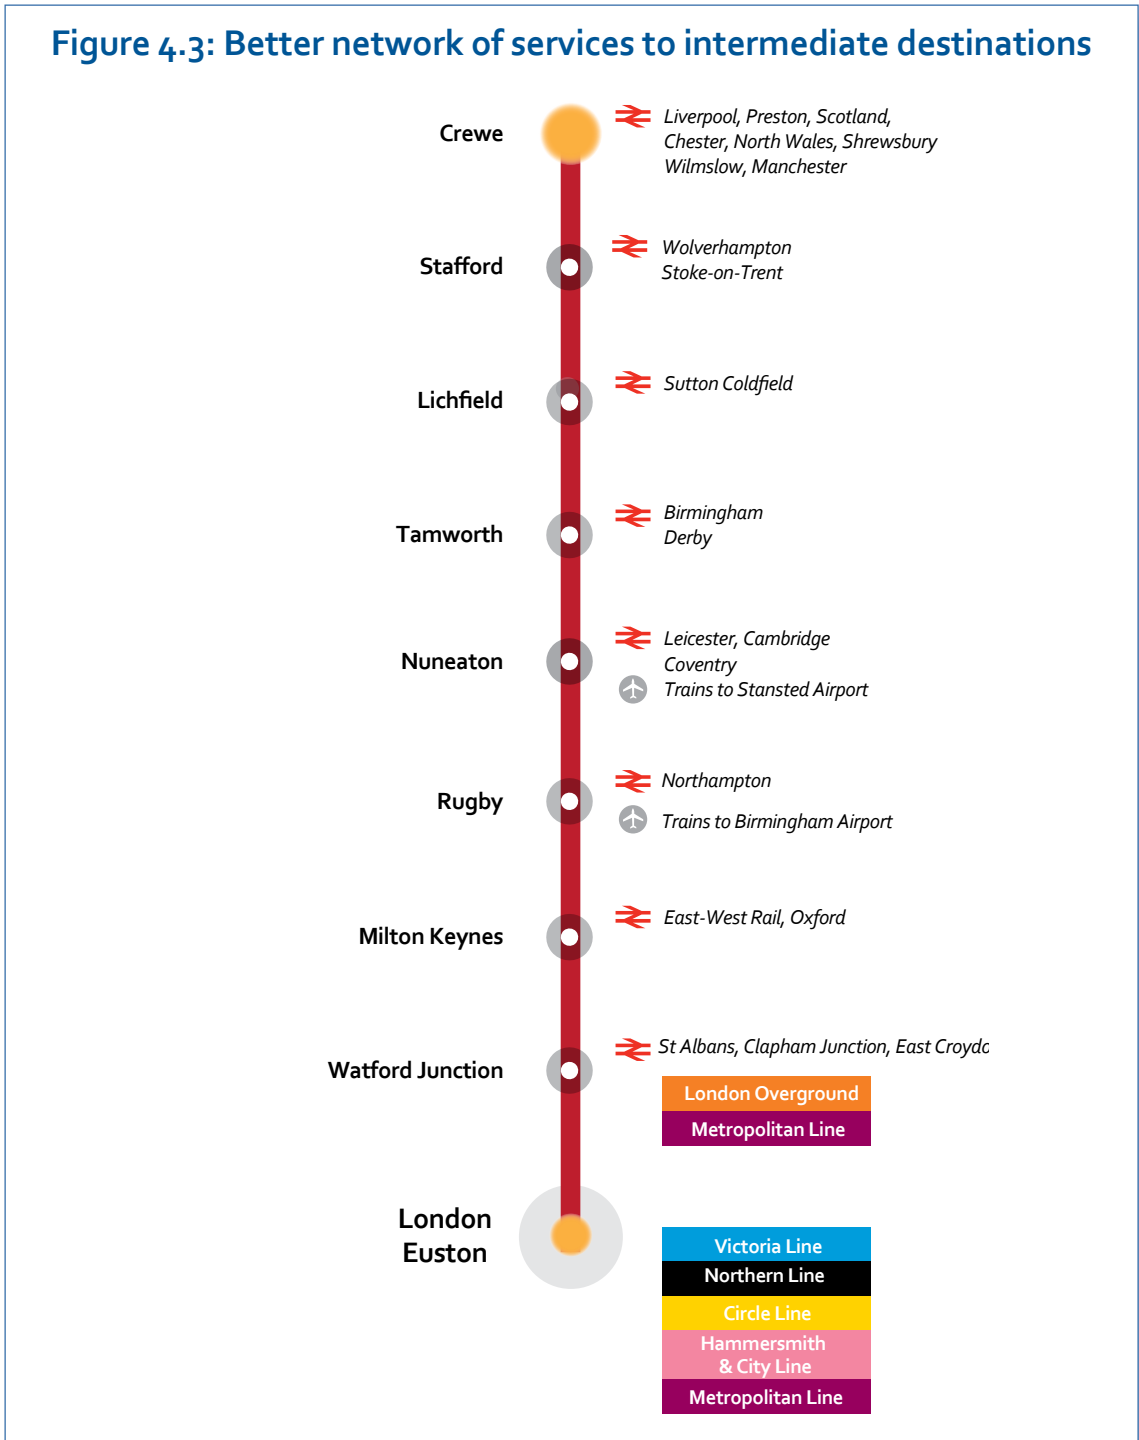 Figure 4.3: Better network of services to intermediate destinations
Crewe
Liverpool, Preston, Scotland,
Chester, North Wales, Shrewsbury
Wilmslow, Manchester
Stafford
Wolverhampton
Stoke-on-Trent
Lichfield
Sutton Coldfield
Tamworth
Birmingham
Derby
Nuneaton
Leicester, Cambridge
Coventry
Trains to Stansted Airport
Rugby
Northampton
Trains to Birmingham Airport
Milton Keynes
East-West Rail, Oxford
Watford Junction
St Albans, Clapham Junction, East Croydo
London Overground
Metropolitan Line
London
Euston
Victoria Line
Northern Line
Circle Line
Hammersmith
& City Line
Metropolitan Line